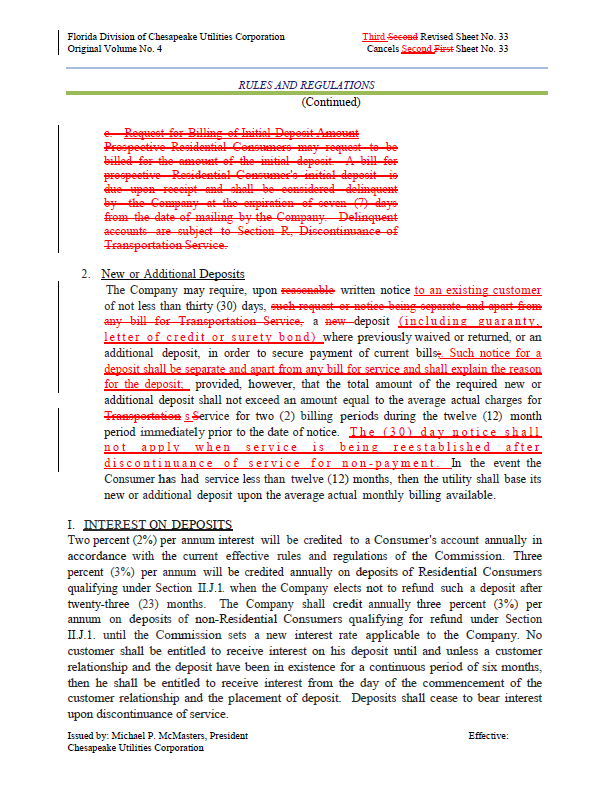 Florida Division of Chesapeake Utilities Corporation Third Second Revised Sheet No. 33
Original Volume No. 4 Cancels Second First Sheet No. 33
RULES AND REGULATIONS
(Continued)
c. Request for Billing of Initial Deposit Amount
Prospective Residential Consumers may request to be
billed for the amount of the initial deposit. A bill for
prospective Residential Consumer's initial deposit is
due upon receipt and shall be considered delinquent
by the Company at the expiration of seven (7) days
from the date of mailing by the Company. Delinquent
accounts are subject to Section R., Discontinuance of
Transportation Service.
2. New or Additional Deposits
The Company may require, upon reasonable written notice to an existing customer
of not less than thirty (30) days, such request or notice being separate and apart from
any bill for Transportation Service, a new deposit (including guaranty,
letter of credit or surety bond) where previously waived or returned, or an
additional deposit, in order to secure payment of current bills;. Such notice for a
deposit shall be separate and apart from any bill for service and shall explain the reason
for the deposit; provided, however, that the total amount of the required new or
additional deposit shall not exceed an amount equal to the average actual charges for
Transportation sService for two (2) billing periods during the twelve (12) month
period immediately prior to the date of notice. The (30) day notice shall
not apply when service is being reestablished after
discontinuance of service for non-payment. In the event the
Consumer has had service less than twelve (12) months, then the utility shall base its
new or additional deposit upon the average actual monthly billing available.
I. INTEREST ON DEPOSITS
Two percent (2%) per annum interest will be credited to a Consumer's account annually in
accordance with the current effective rules and regulations of the Commission. Three
percent (3%) per annum will be credited annually on deposits of Residential Consumers
qualifying under Section II.J.1. when the Company elects not to refund such a deposit after
twenty-three (23) months. The Company shall credit annually three percent (3%) per
annum on deposits of non-Residential Consumers qualifying for refund under Section
II.J.1. until the Commission sets a new interest rate applicable to the Company. No
customer shall be entitled to receive interest on his deposit until and unless a customer
relationship and the deposit have been in existence for a continuous period of six months,
then he shall be entitled to receive interest from the day of the commencement of the
customer relationship and the placement of deposit. Deposits shall cease to bear interest
upon discontinuance of service.
Issued by: Michael P. McMasters, President Effective:
Chesapeake Utilities Corporation